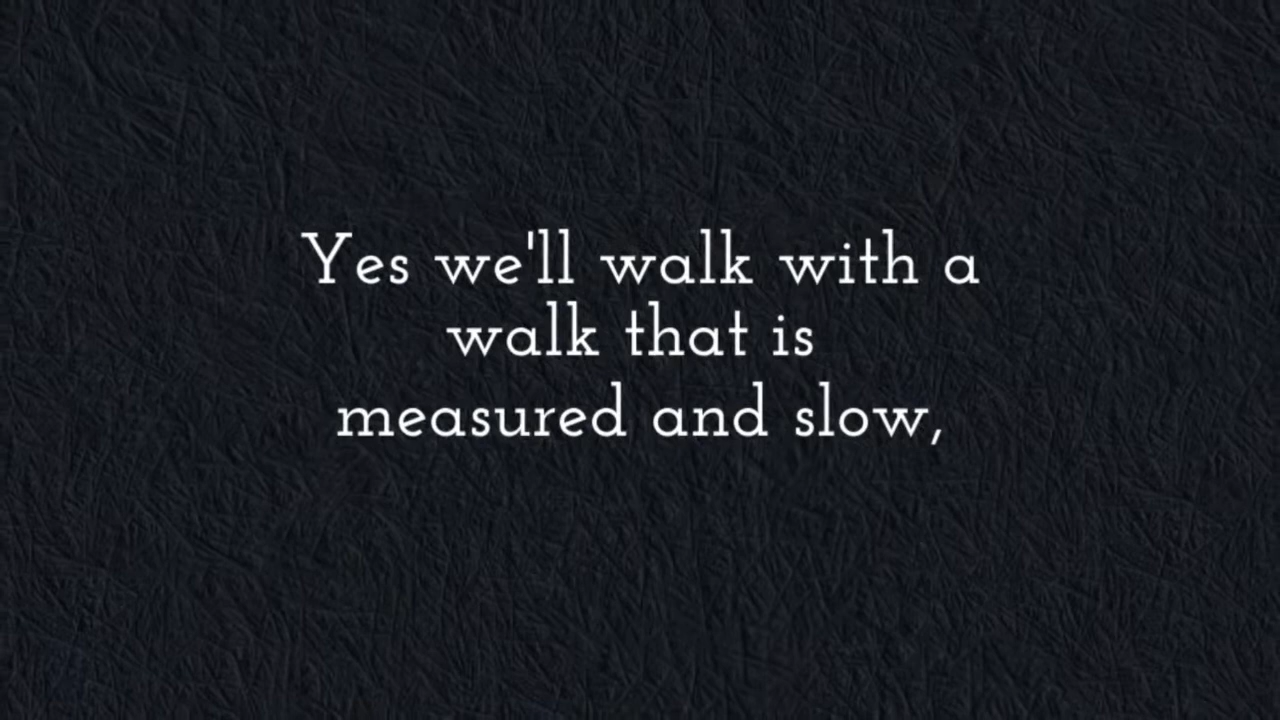 Yes we'll walk with a
walk that is
measured and slow,